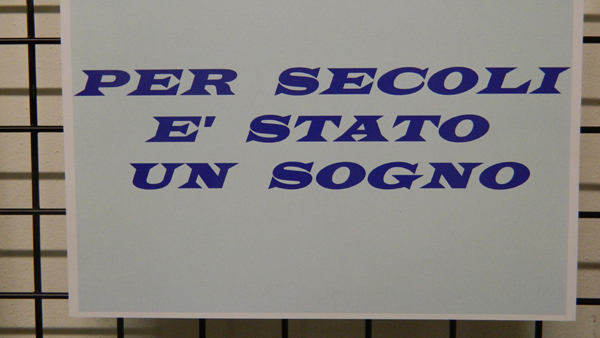 PER SECOLI
E' STATO
UN SOGNO